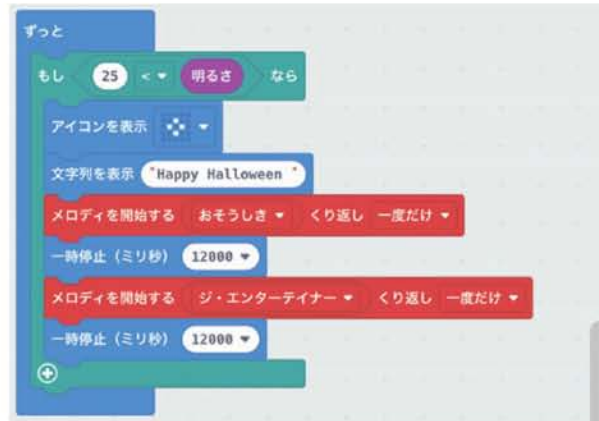 ずっと
もし 25 < 明るさ なら
アイコンを表示
文字列を表示 "Happy Halloween "
メロディを開始する おそうしき くり返し 一度だけ
一時停止（ミリ秒） 12000
メロディを開始する ジ・エンターテイナー くり返し 一度だけ
一時停止（ミリ秒） 12000